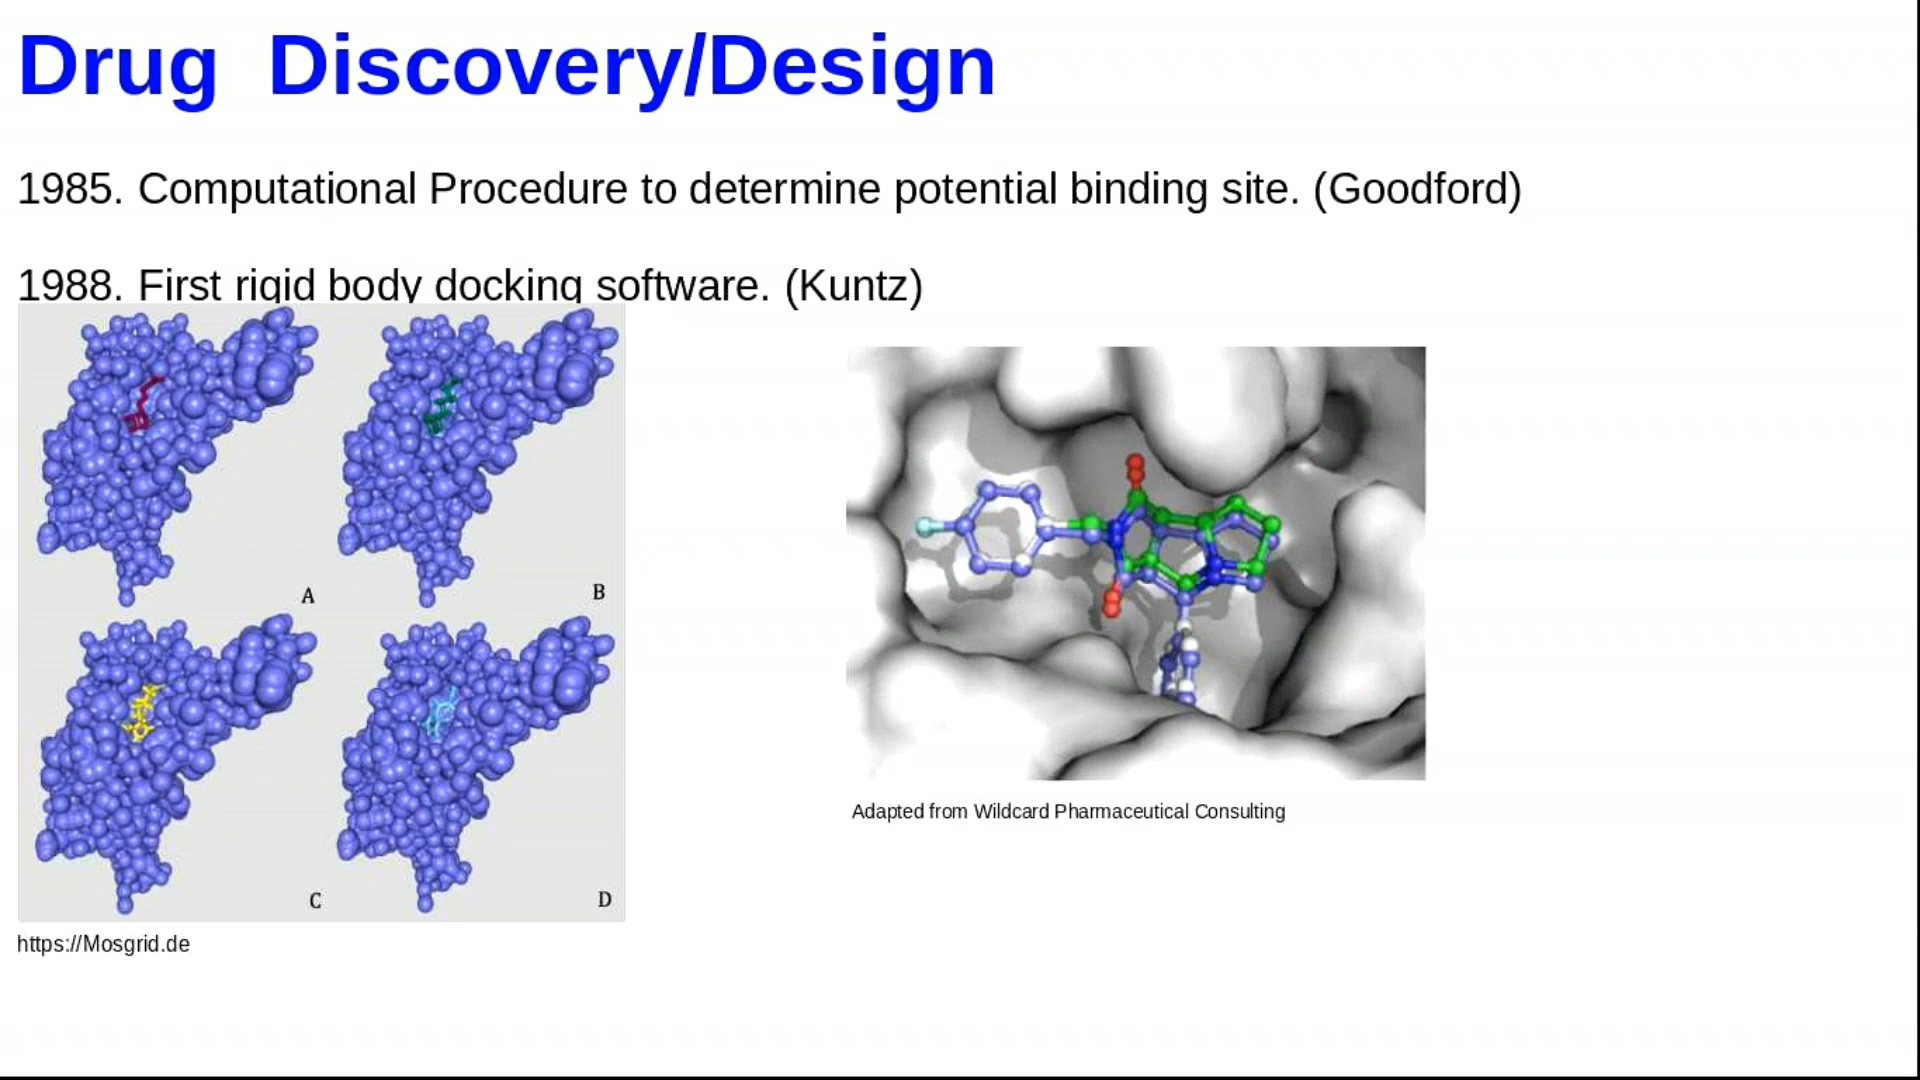 Drug Discovery/Design
1985. Computational Procedure to determine potential binding site. (Goodford)
1988. First rigid body docking software. (Kuntz)
A
B
C
D
Adapted from Wildcard Pharmaceutical Consulting
https://Mosgrid.de